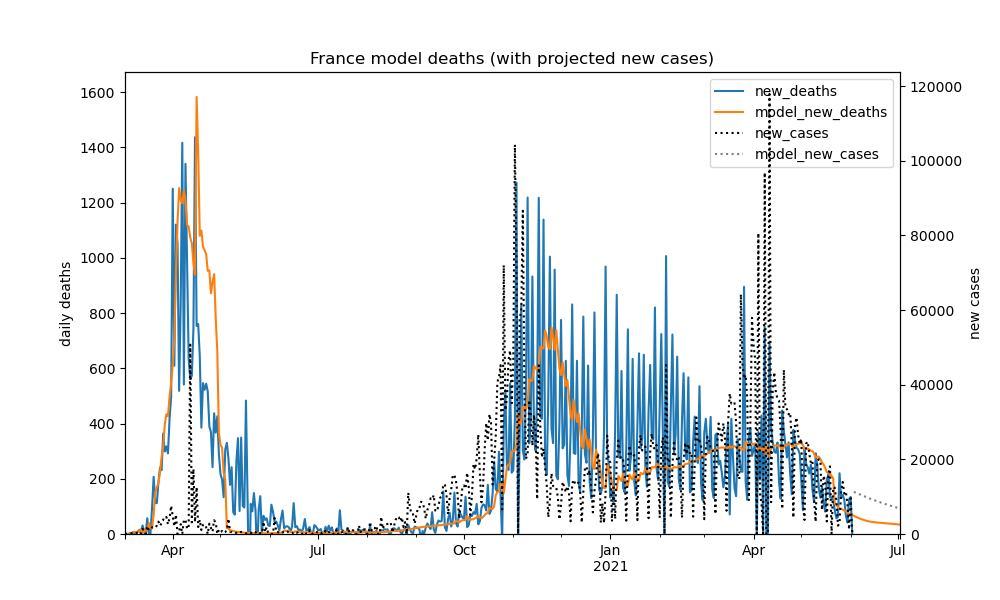 France model deaths (with projected new cases)
new_deaths
model_new_deaths
new_cases
model_new_cases
1600
1400
1200
1000
800
600
400
200
0
daily deaths
120000
100000
80000
60000
40000
20000
0
new cases
Apr
Jul
Oct
Jan
2021
Apr
Jul